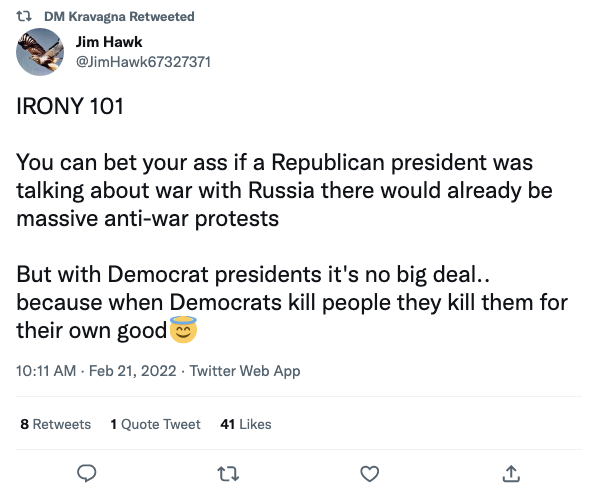 DM Kravagna Retweeted
Jim Hawk
@JimHawk67327371
IRONY 101
You can bet your ass if a Republican president was
talking about war with Russia there would already be
massive anti-war protests
But with Democrat presidents it's no big deal..
because when Democrats kill people they kill them for
their own good😇
10:11 AM · Feb 21, 2022 · Twitter Web App
8 Retweets 1 Quote Tweet 41 Likes